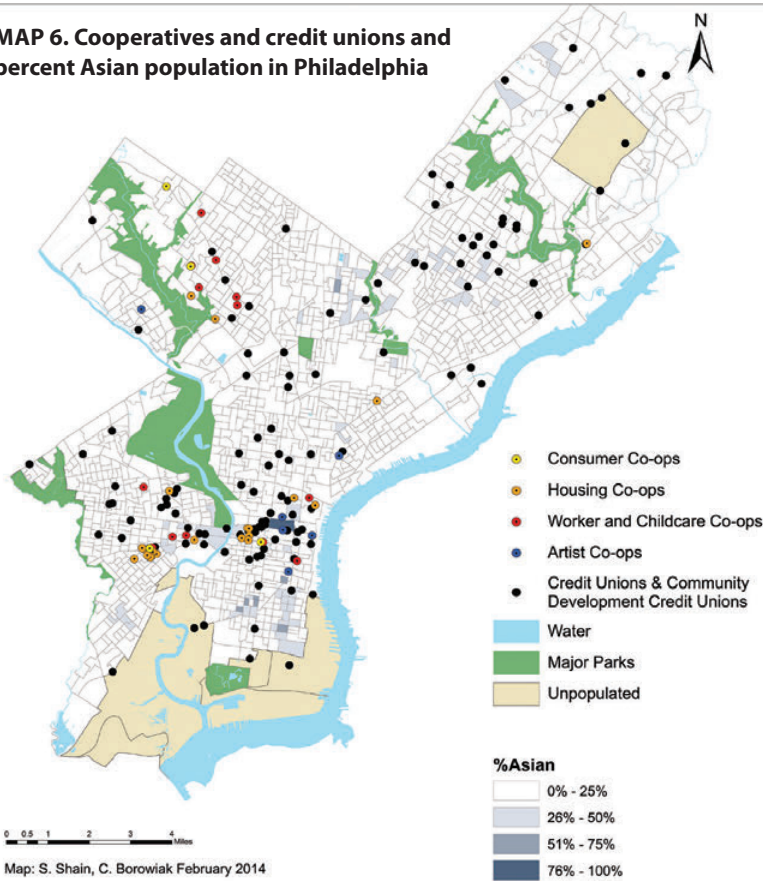 MAP 6. Cooperatives and credit unions and
percent Asian population in Philadelphia
N
Consumer Co-ops
Housing Co-ops
Worker and Childcare Co-ops
Artist Co-ops
Credit Unions & Community
Development Credit Unions
Water
Major Parks
Unpopulated
%Asian
0% - 25%
26% - 50%
51% - 75%
76% - 100%
0 0.5 1 2 3 4
Miles
Map: S. Shain, C. Borowiak February 2014